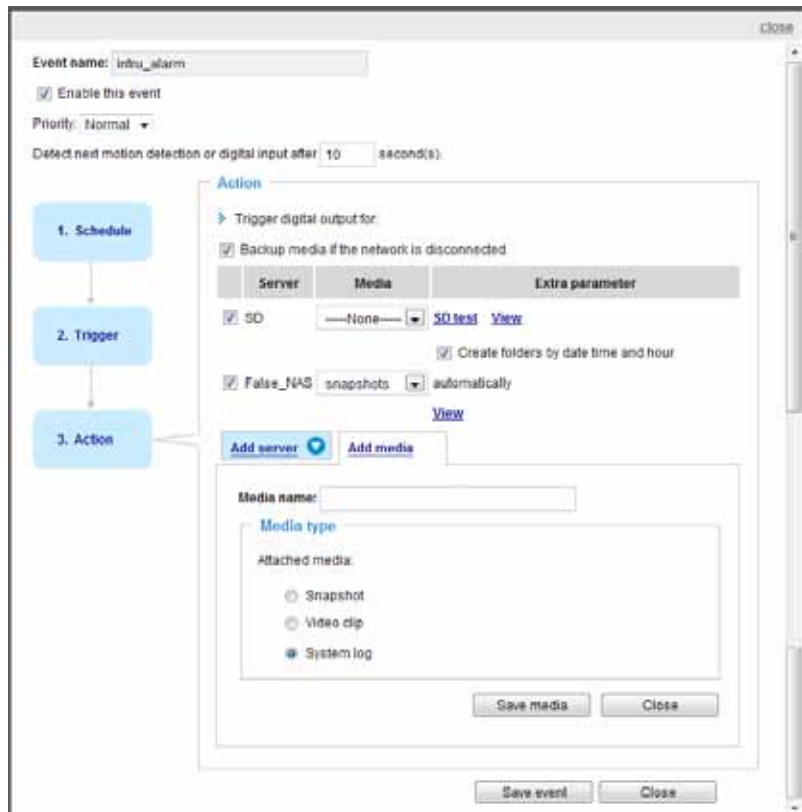 close
Event name: intru_alarm
Enable this event
Priority: Normal
Detect next motion detection or digital input after 10 second(s).
Action
1. Schedule
2. Trigger
3. Action
Trigger digital output for
Backup media if the network is disconnected
Server Media Extra parameter
SD -----None----- SD test View
Create folders by date time and hour
False_NAS snapshots automatically
View
Add server Add media
Media name:
Media type
Attached media:
Snapshot
Video clip
System log
Save media Close
Save event Close